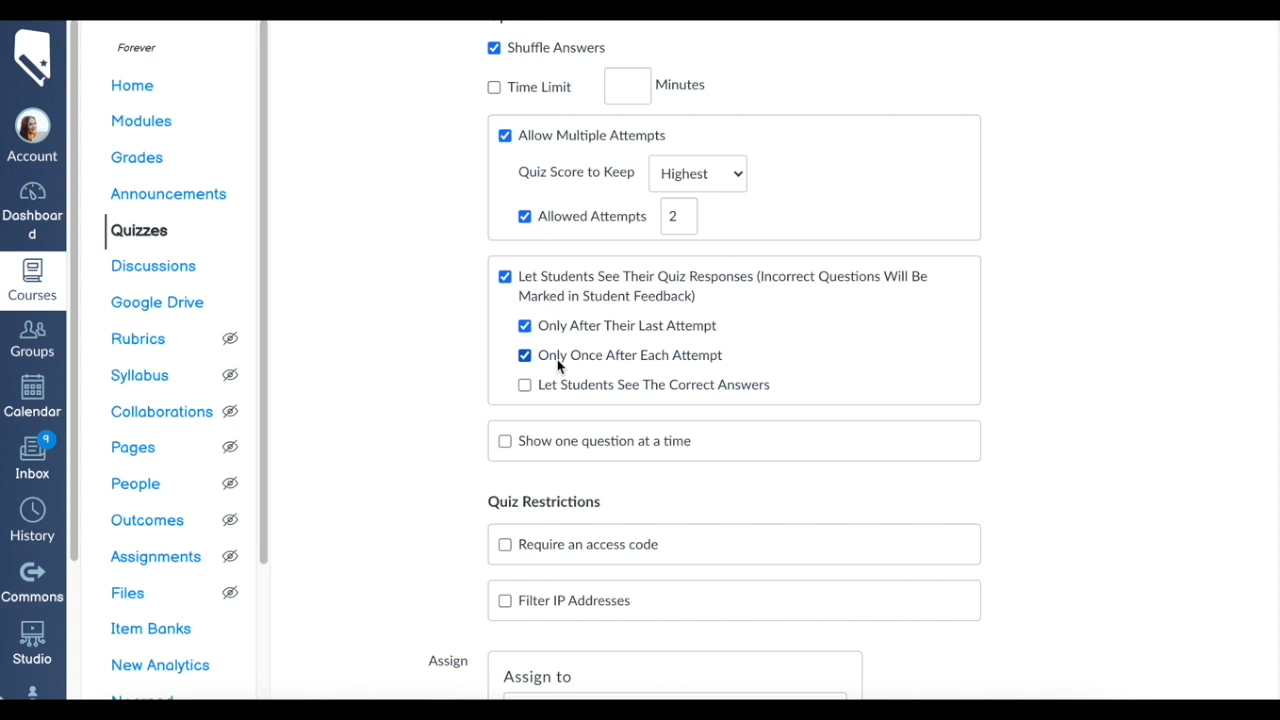 Forever
Home
Modules
Grades
Announcements
Quizzes
Discussions
Google Drive
Rubrics
Syllabus
Collaborations
Pages
People
Outcomes
Assignments
Files
Item Banks
New Analytics
Account
Dashboar
d
Courses
Groups
Calendar
9
Inbox
History
Commons
Studio
Shuffle Answers
Time Limit Minutes
Allow Multiple Attempts
Quiz Score to Keep Highest
Allowed Attempts 2
Let Students See Their Quiz Responses (Incorrect Questions Will Be
Marked in Student Feedback)
Only After Their Last Attempt
Only Once After Each Attempt
Let Students See The Correct Answers
Show one question at a time
Quiz Restrictions
Require an access code
Filter IP Addresses
Assign
Assign to